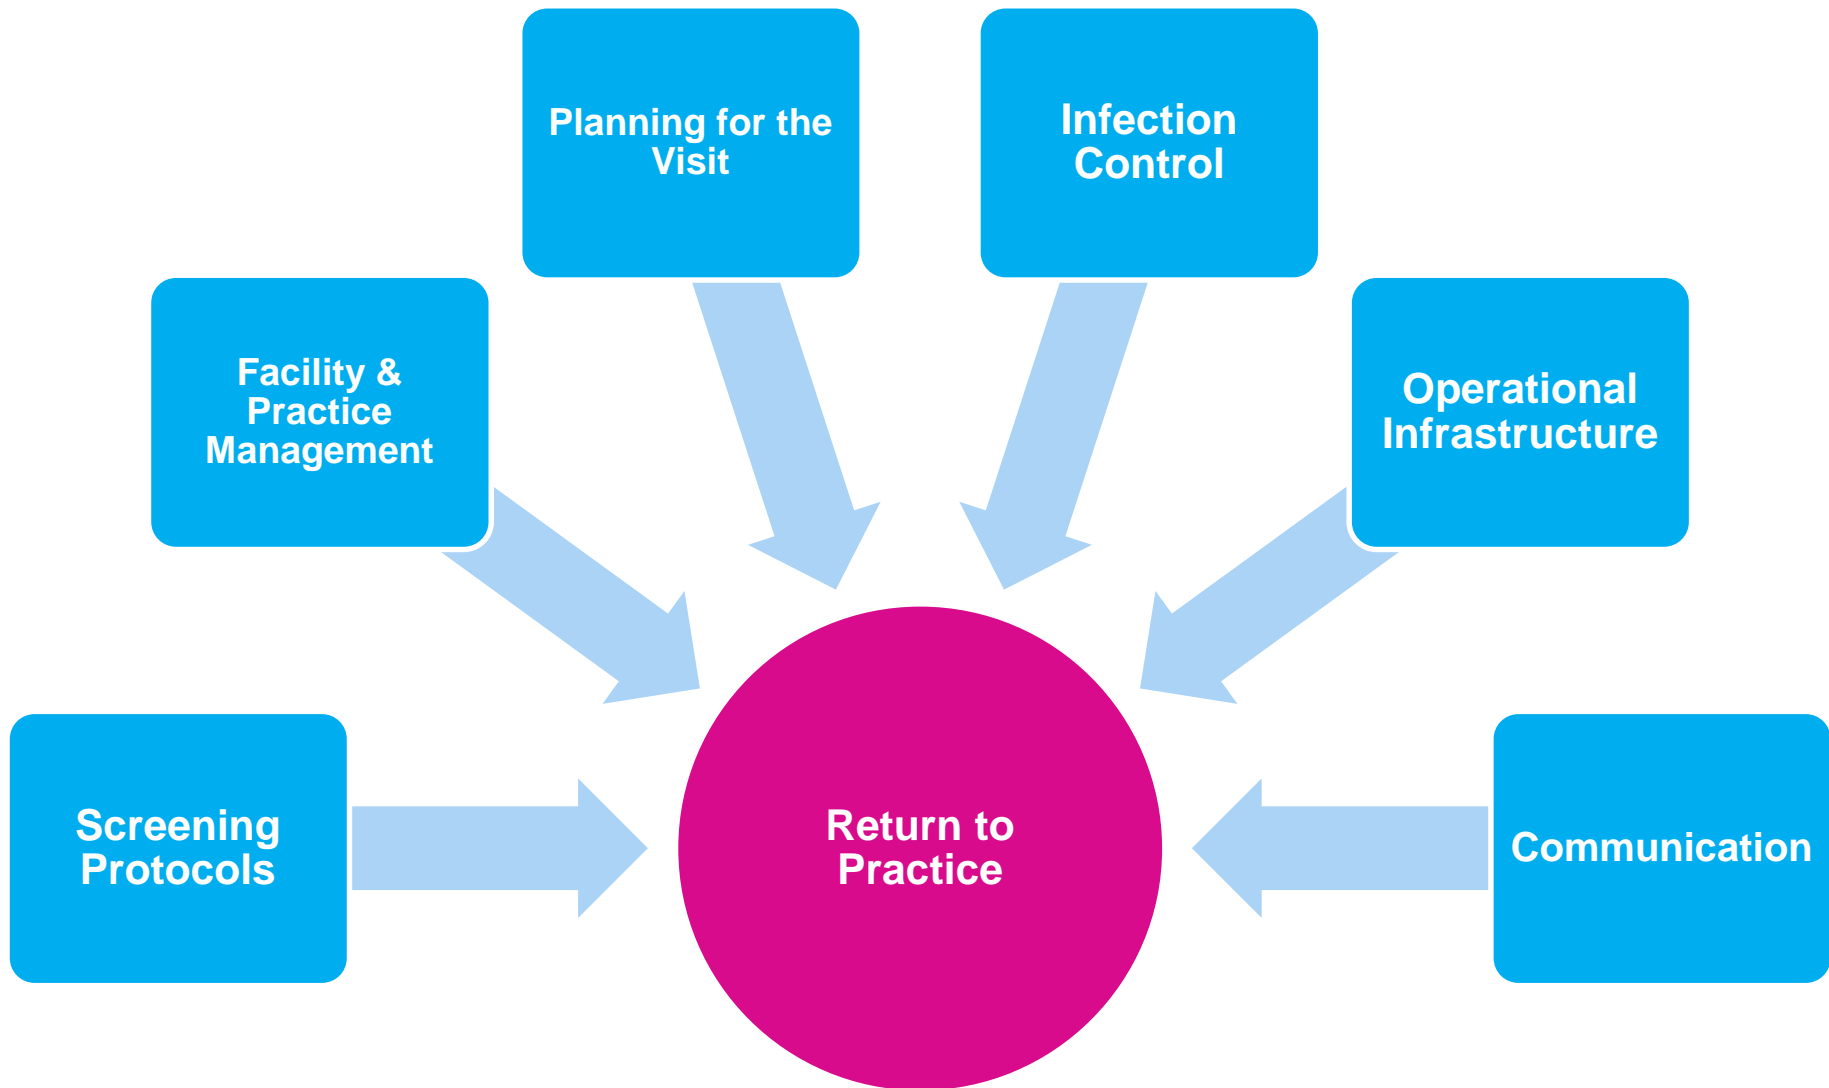 Planning for the
Visit
Infection
Control
Facility &
Practice
Management
Operational
Infrastructure
Screening
Protocols
Return to
Practice
Communication